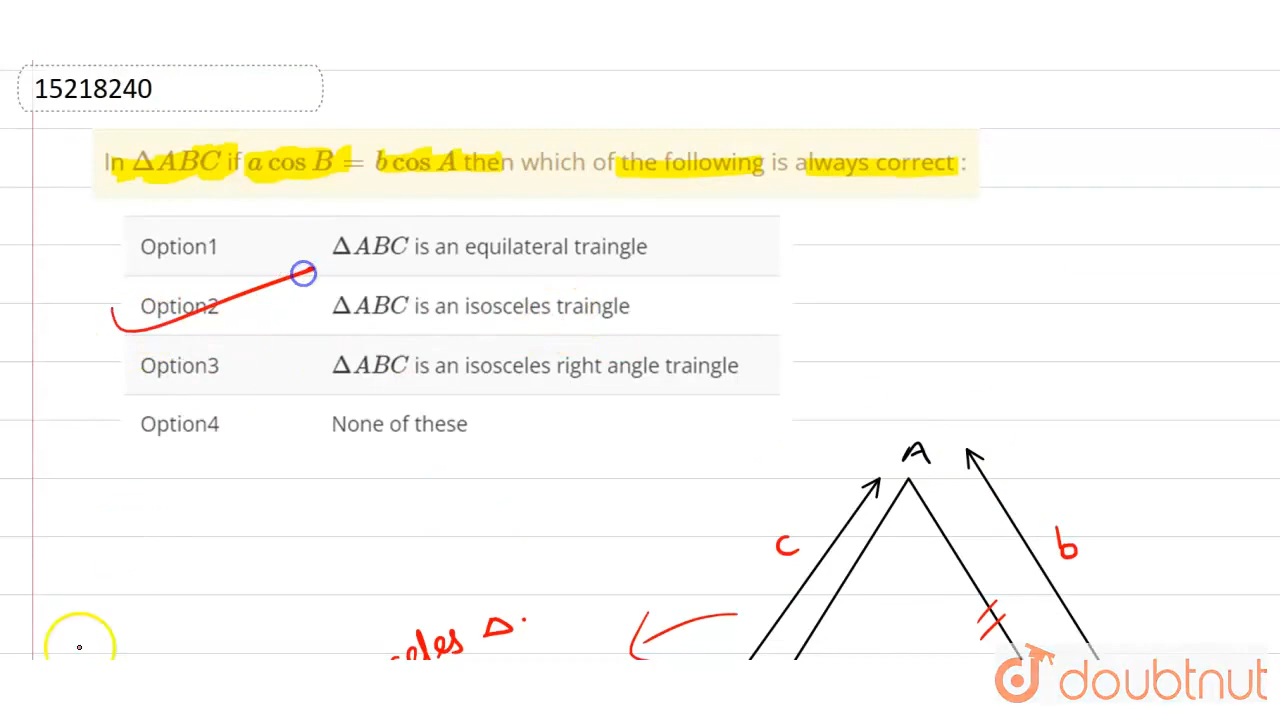 15218240
In ΔABC if a cos B = b cos A then which of the following is always correct :
Option1 ΔABC is an equilateral traingle
Option2 ΔABC is an isosceles traingle
Option3 ΔABC is an isosceles right angle traingle
Option4 None of these
A
c
b
Δ.
doubtnut